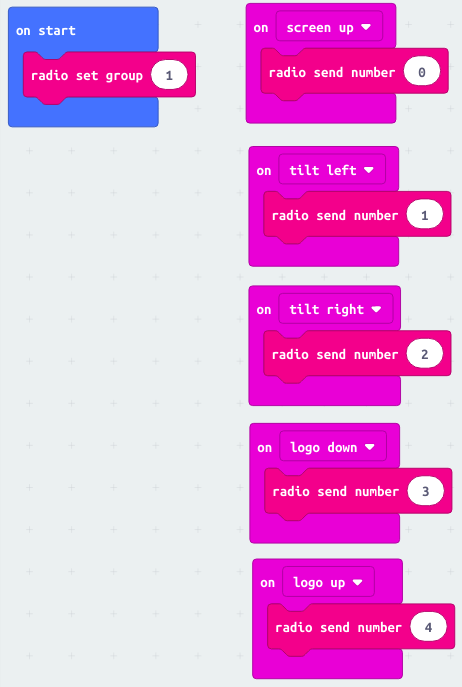 on start
radio set group 1
on screen up
radio send number 0
on tilt left
radio send number 1
on tilt right
radio send number 2
on logo down
radio send number 3
on logo up
radio send number 4